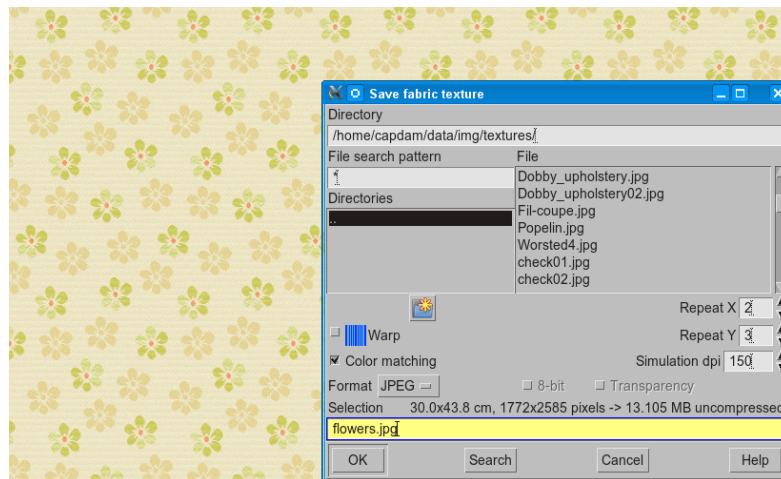 Save fabric texture
Directory
/home/capdam/data/img/textures/
File search pattern
File
*
Dobby_upholstery.jpg
Dobby_upholstery02.jpg
Fil-coupe.jpg
Popelin.jpg
Worsted4.jpg
check01.jpg
check02.jpg
Directories
..
Repeat X 2
Warp
Repeat Y 3
Color matching
Simulation dpi 150
Format JPEG
8-bit
Transparency
Selection 30.0x43.8 cm, 1772x2585 pixels -> 13.105 MB uncompressed
flowers.jpg
OK
Search
Cancel
Help